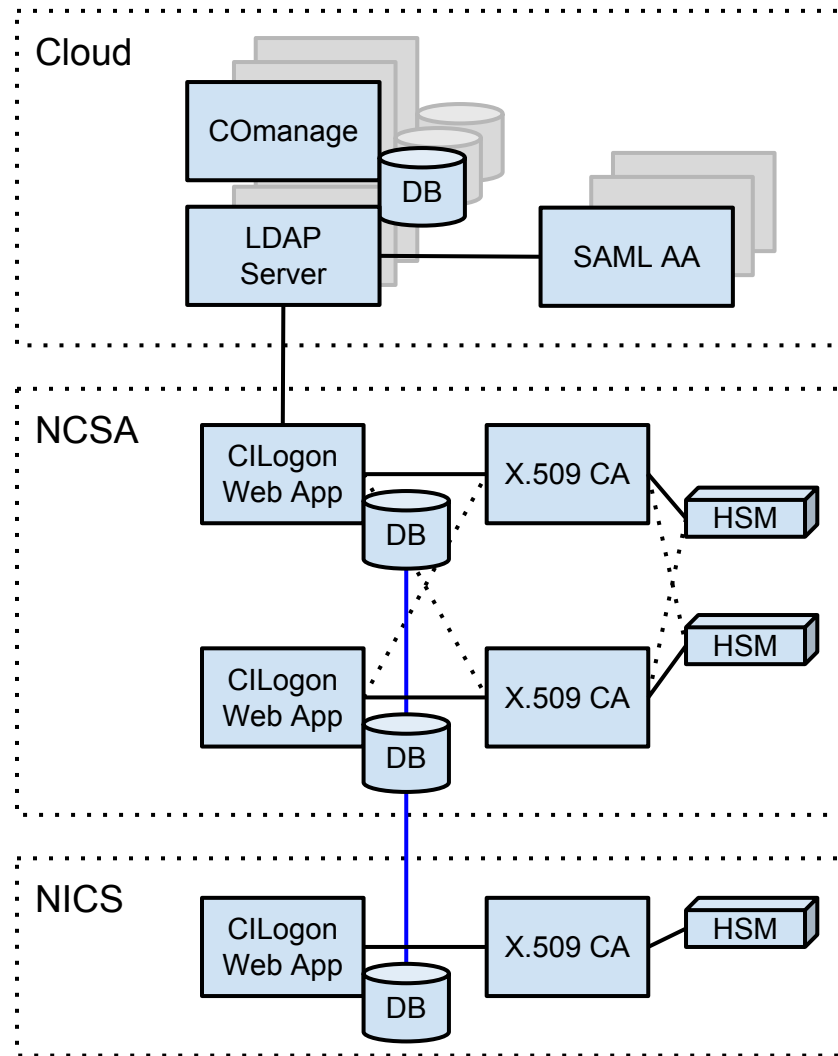 Cloud
COmanage
DB
LDAP
Server
SAML AA
NCSA
CILogon
Web App
X.509 CA
HSM
DB
HSM
CILogon
Web App
X.509 CA
DB
NICS
CILogon
Web App
X.509 CA
HSM
DB